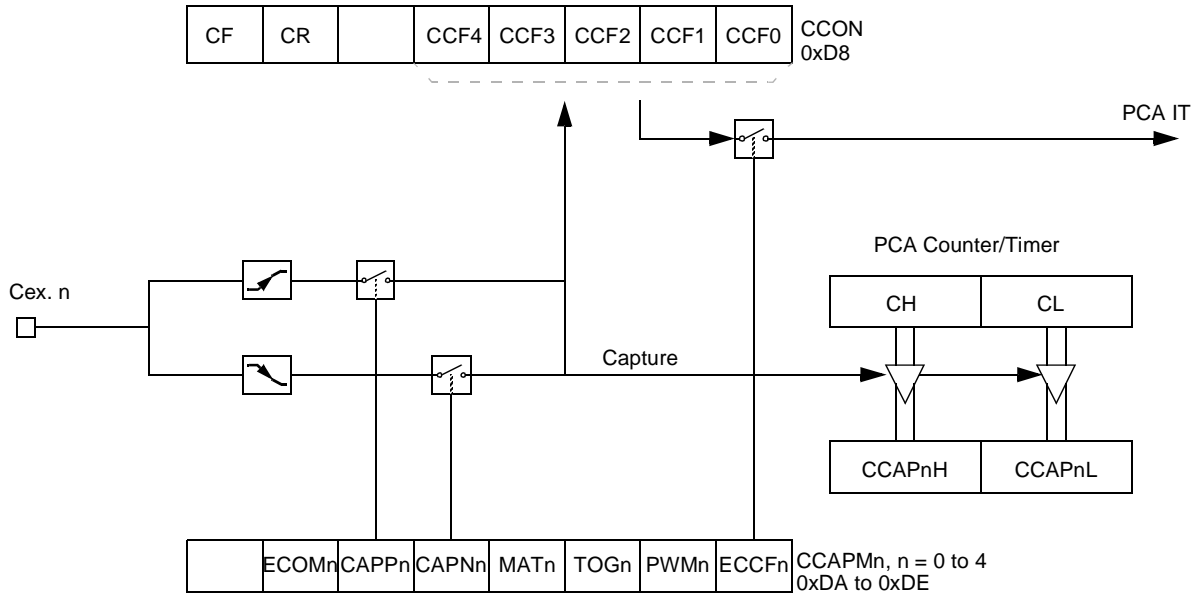 CF CR CCF4 CCF3 CCF2 CCF1 CCF0 CCON
0xD8
PCA IT
PCA Counter/Timer
Cex. n
CH CL
Capture
CCAPnH CCAPnL
ECOMn CAPPn CAPNn MATn TOGn PWMn ECCFn CCAPMn, n = 0 to 4
0xDA to 0xDE